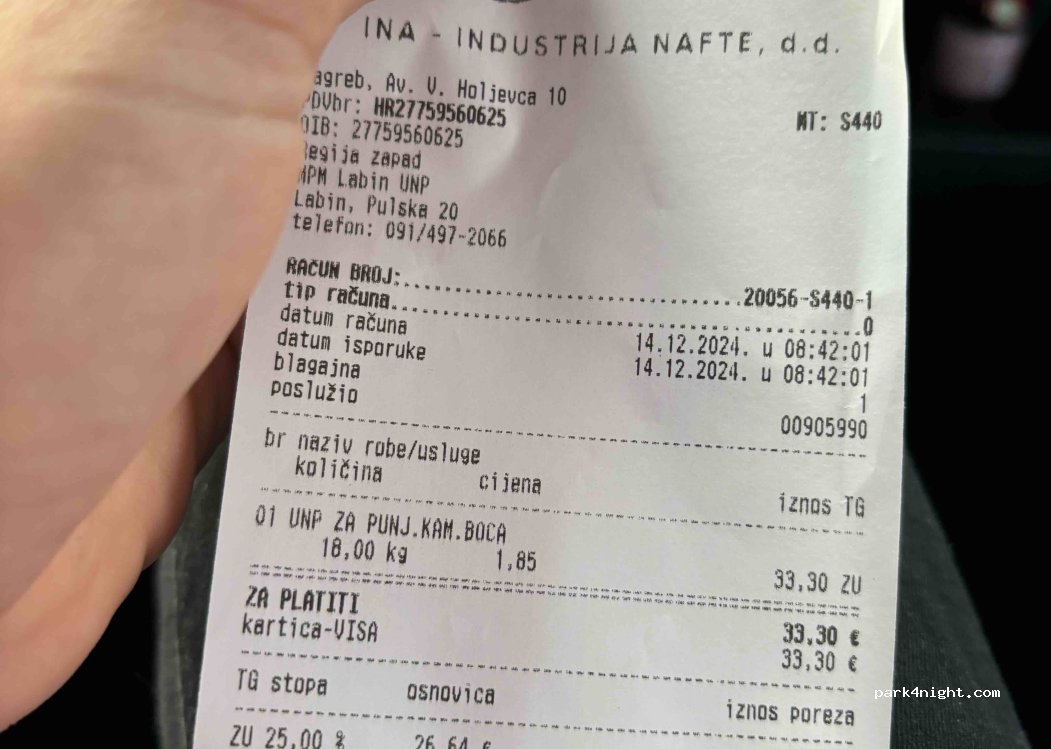 INA - INDUSTRIJA NAFTE, d.d.
agreb, Av. V. Holjevca 10
PDVbr: HR27759560625
MT: S440
OIB: 27759560625
egija zapad
MPM Labin UNP
Labin, Pulska 20
telefon: 091/497-2066
RAČUN BROJ:..............................20056-S440-1
tip računa..............................0
datum računa 14.12.2024. u 08:42:01
datum isporuke 14.12.2024. u 08:42:01
blagajna 1
poslužio 00905990
br naziv robe/usluge
količina cijena iznos TG
01 UNP ZA PUNJ.KAM.BOCA
18,00 kg 1,85 33,30 ZU
ZA PLATITI 33,30 €
kartica-VISA 33,30 €
TG stopa osnovica iznos poreza
ZU 25,00 % 26,64 €
park4night.com